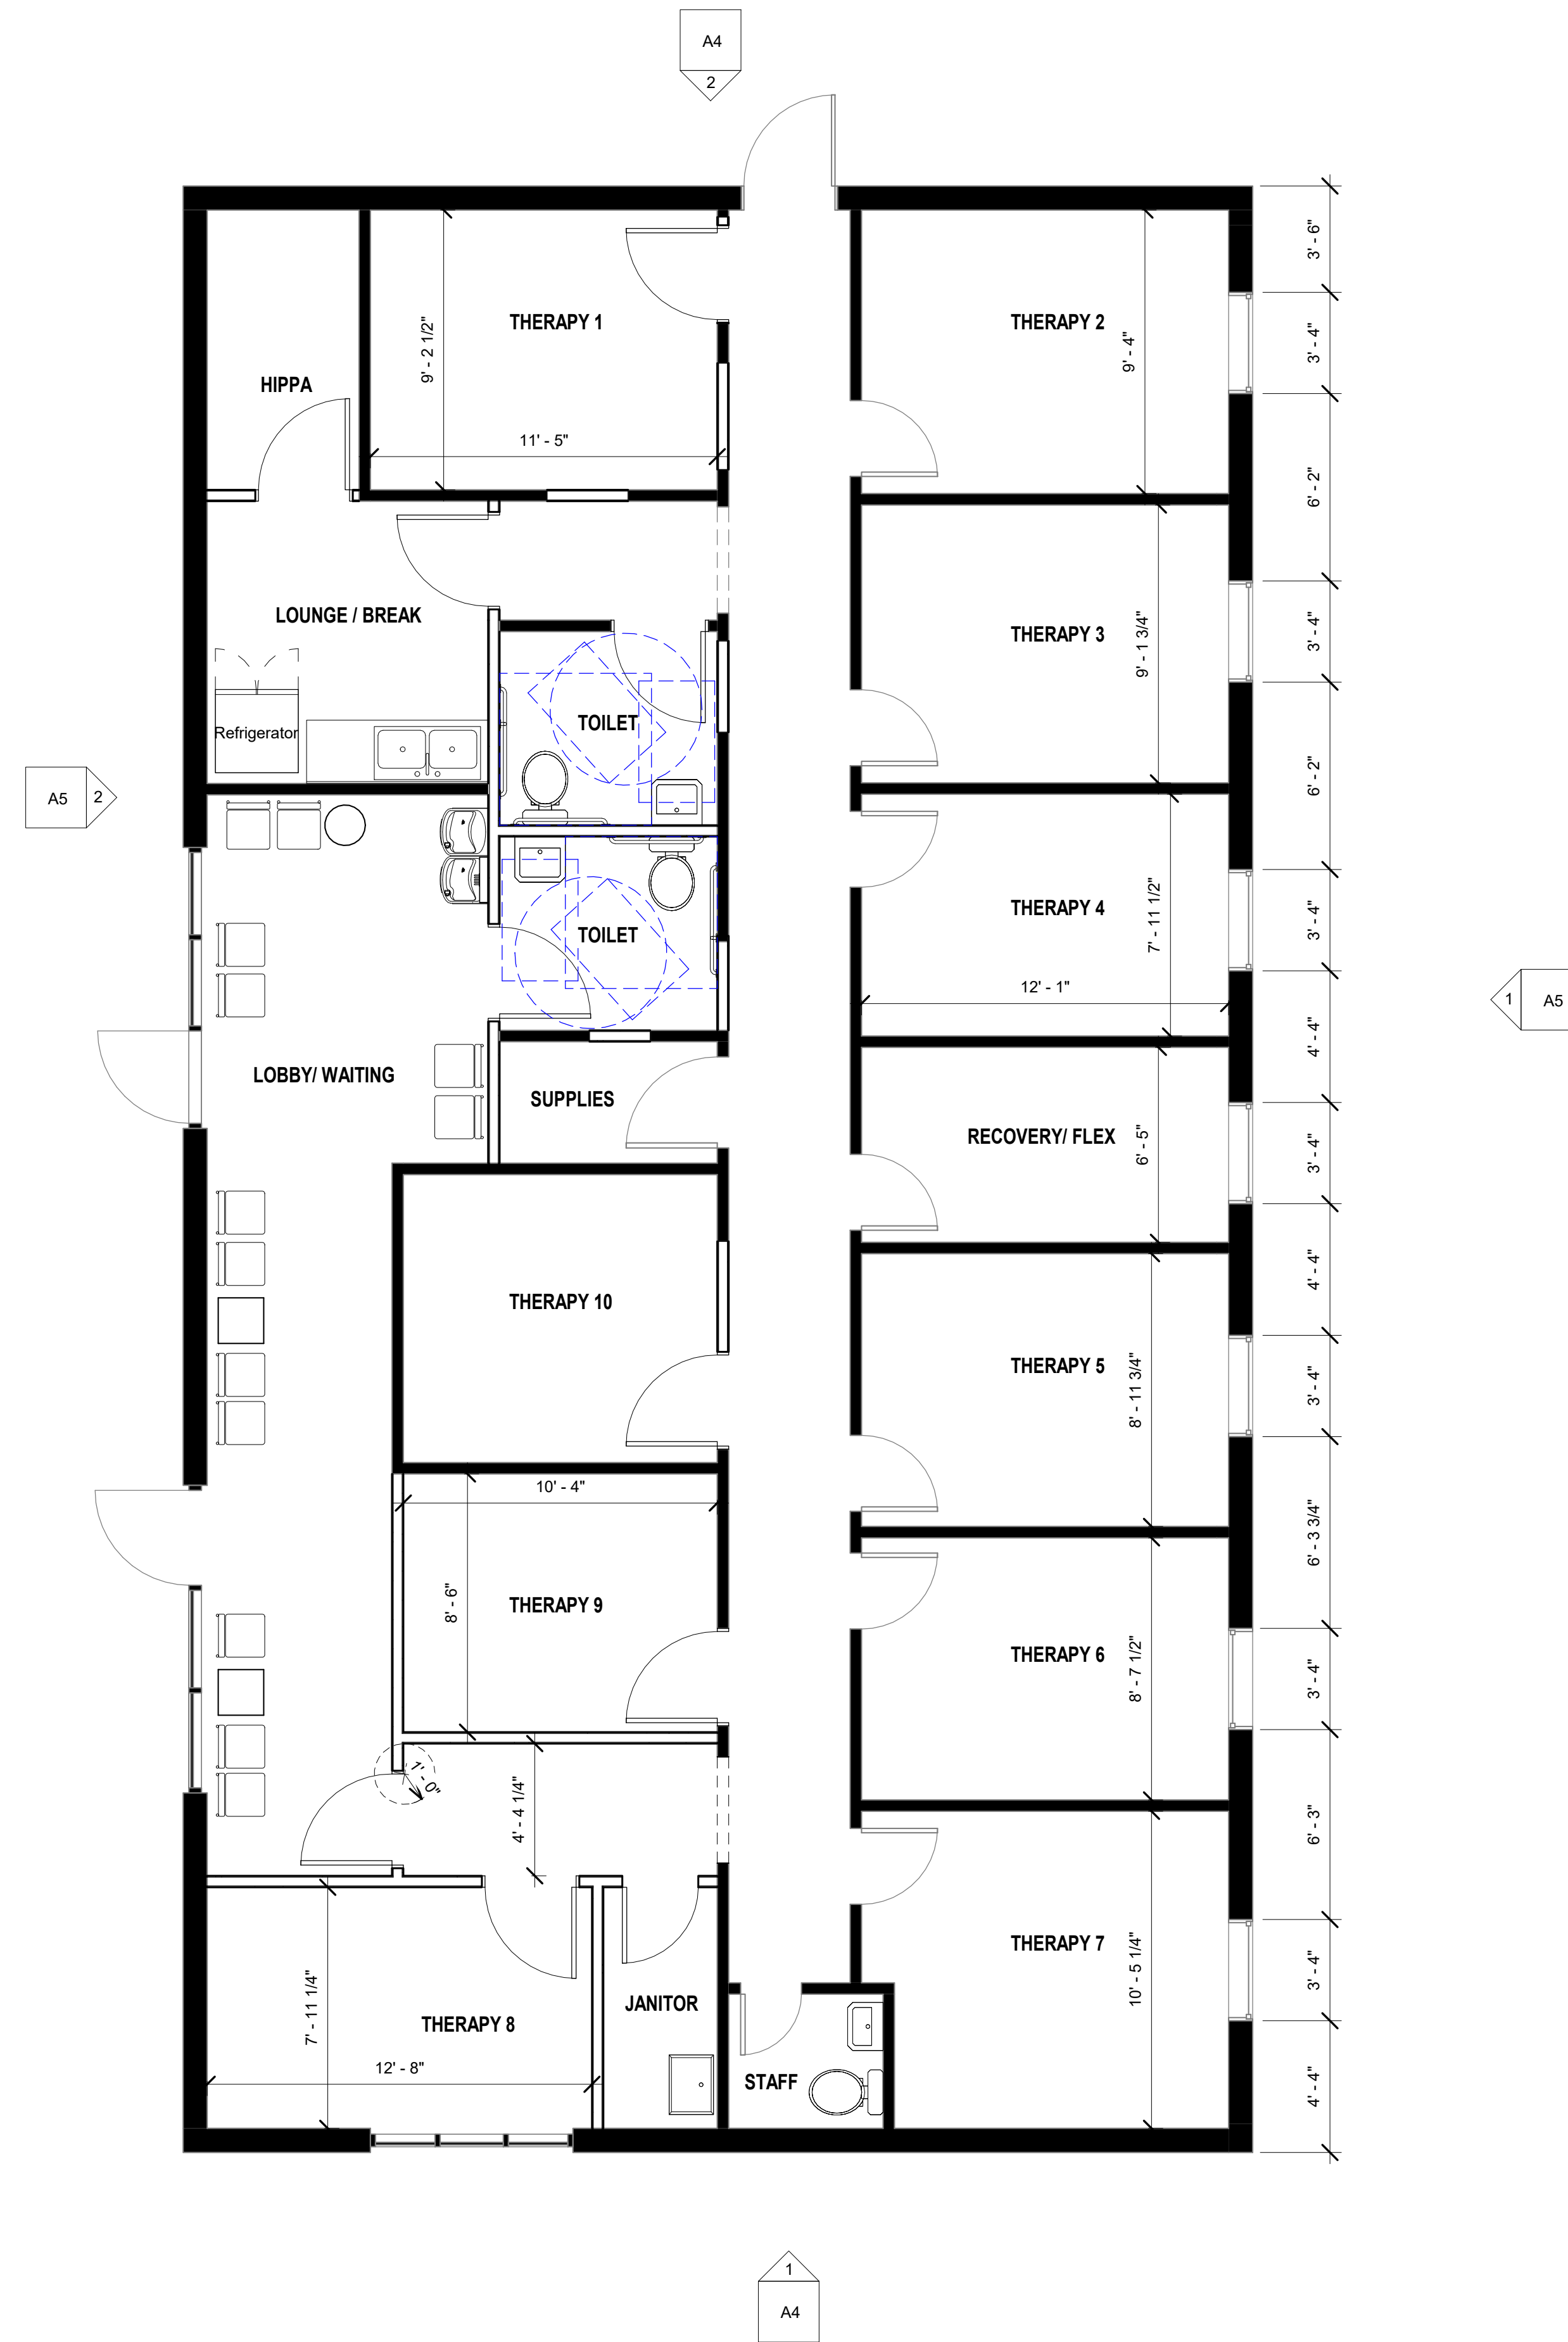 A4
2
3' - 6"
THERAPY 1
9' - 2 1/2"
11' - 5"
THERAPY 2
9' - 4"
3' - 4"
HIPPA
6' - 2"
LOUNGE / BREAK
THERAPY 3
9' - 1 3/4"
3' - 4"
Refrigerator
TOILET
6' - 2"
A5
2
TOILET
THERAPY 4
7' - 11 1/2"
12' - 1"
3' - 4"
1
A5
4' - 4"
LOBBY/ WAITING
SUPPLIES
RECOVERY/ FLEX
6' - 5"
3' - 4"
4' - 4"
THERAPY 10
THERAPY 5
8' - 11 3/4"
3' - 4"
10' - 4"
6' - 3 3/4"
8' - 6"
THERAPY 9
THERAPY 6
8' - 7 1/2"
3' - 4"
1' - 0"
4' - 4 1/4"
6' - 3"
THERAPY 7
10' - 5 1/4"
3' - 4"
7' - 11 1/4"
THERAPY 8
12' - 8"
JANITOR
STAFF
4' - 4"
1
A4